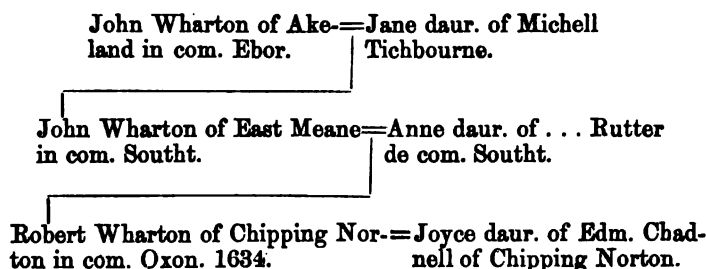 John Wharton of Ake-=Jane daur. of Michell
land in com. Ebor. Tichbourne.
John Wharton of East Meane=Anne daur. of ... Rutter
in com. Southt. de com. Southt.
Robert Wharton of Chipping Nor-=Joyce daur. of Edm. Chad-
ton in com. Oxon. 1634. nell of Chipping Norton.